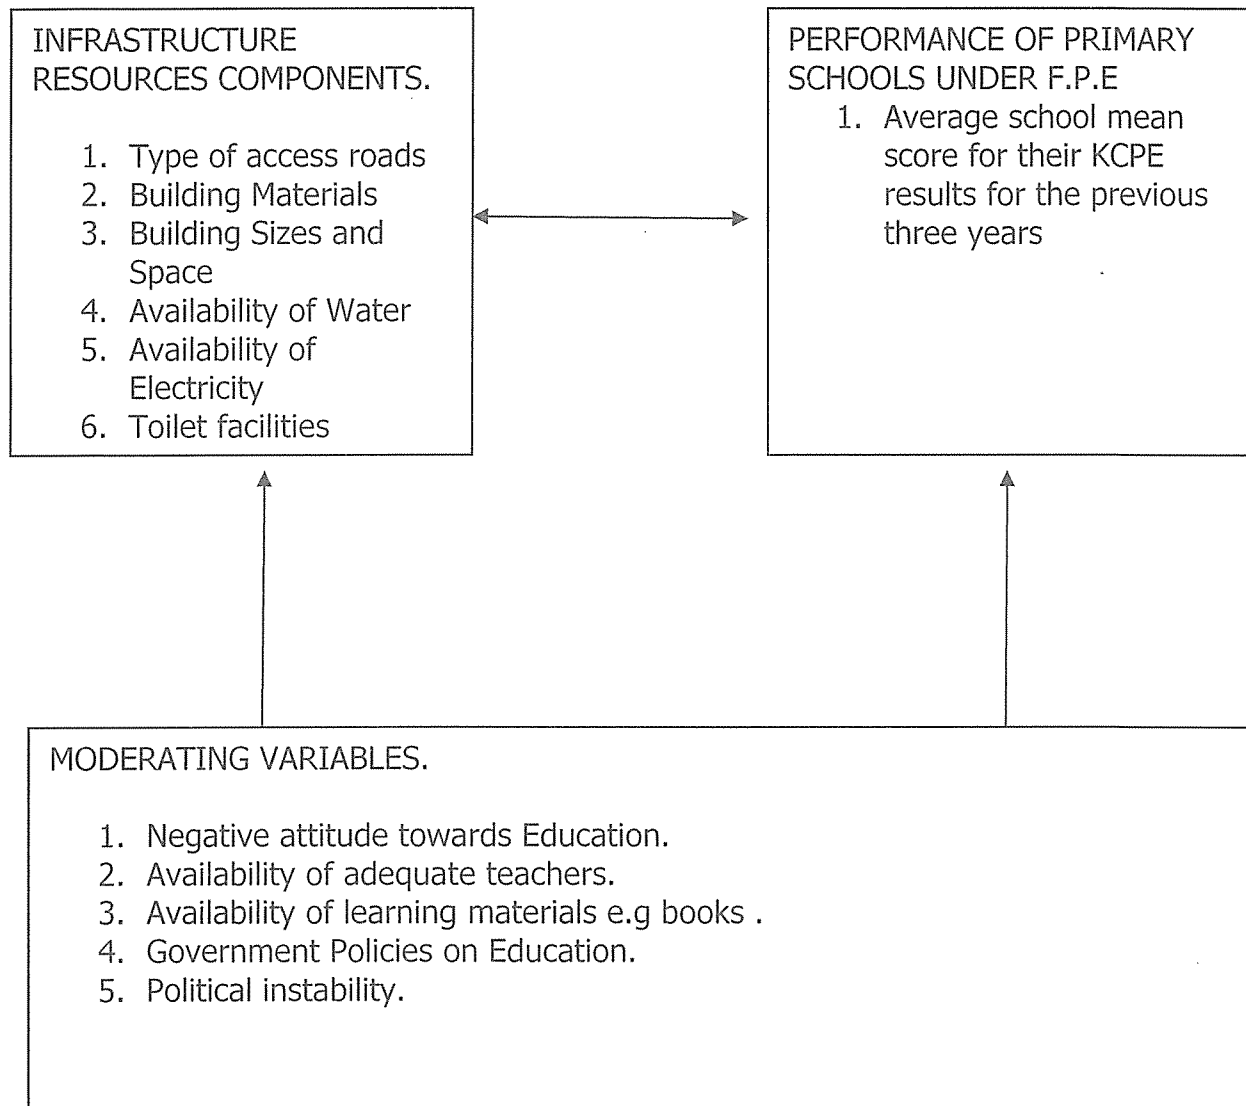 INFRASTRUCTURE
RESOURCES COMPONENTS.
1. Type of access roads
2. Building Materials
3. Building Sizes and
Space
4. Availability of Water
5. Availability of
Electricity
6. Toilet facilities
PERFORMANCE OF PRIMARY
SCHOOLS UNDER F.P.E
1. Average school mean
score for their KCPE
results for the previous
three years
MODERATING VARIABLES.
1. Negative attitude towards Education.
2. Availability of adequate teachers.
3. Availability of learning materials e.g books .
4. Government Policies on Education.
5. Political instability.